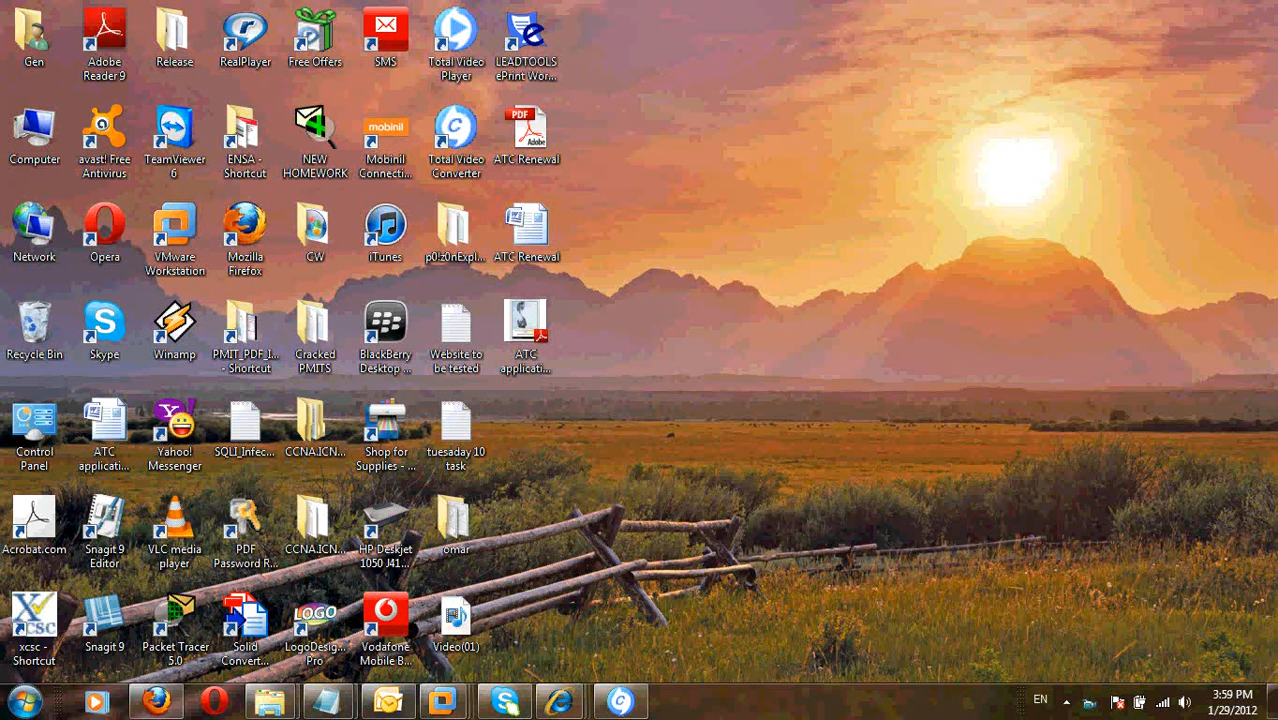 Gen
Adobe
Reader 9
Release
RealPlayer
Free Offers
SMS
Total Video
Player
LEADTOOLS
ePrint Wor...
Computer
avast! Free
Antivirus
TeamViewer
6
ENSA -
Shortcut
NEW
HOMEWORK
mobinil
Mobinil
Connecti...
Total Video
Converter
PDF
Adobe
ATC Renewal
Network
Opera
VMware
Workstation
Mozilla
Firefox
CW
iTunes
p0!z0nExpl...
ATC Renewal
Recycle Bin
Skype
Winamp
PMIT_PDF_I...
- Shortcut
Cracked
PMITS
BlackBerry
Desktop ...
Website to
be tested
ATC
applicati...
Control
Panel
ATC
applicati...
Yahoo!
Messenger
SQLI_Infec...
CCNA.ICN...
Shop for
Supplies - ...
tuesaday 10
task
Acrobat.com
Snagit 9
Editor
VLC media
player
PDF
Password R...
CCNA.ICN...
HP Deskjet
1050 J41...
omar
XCSC
xcsc -
Shortcut
Snagit 9
Packet Tracer
5.0
Solid
Convert...
LOGO
LogoDesig...
Pro
Vodafone
Mobile B...
Video(01)
EN
3:59 PM
1/29/2012